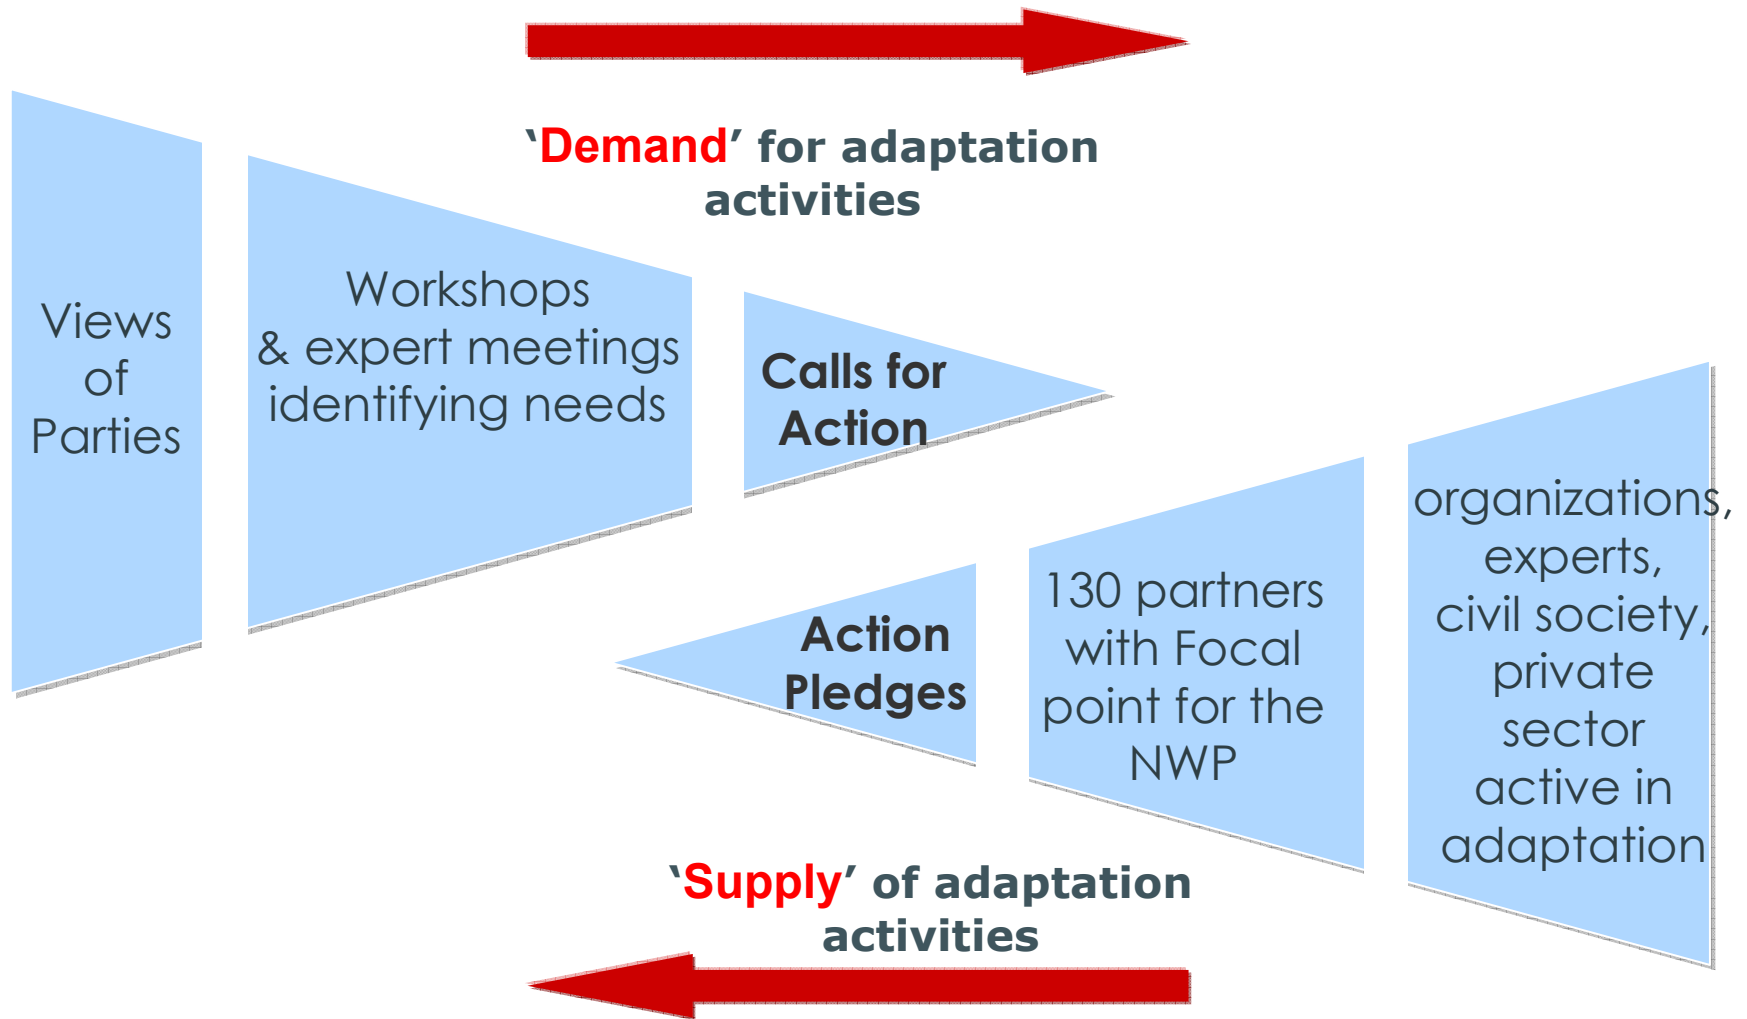 ‘Demand’ for adaptation
activities
Views
of
Parties
Workshops
& expert meetings
identifying needs
Calls for
Action
Action
Pledges
130 partners
with Focal
point for the
NWP
organizations,
experts,
civil society,
private
sector
active in
adaptation
‘Supply’ of adaptation
activities